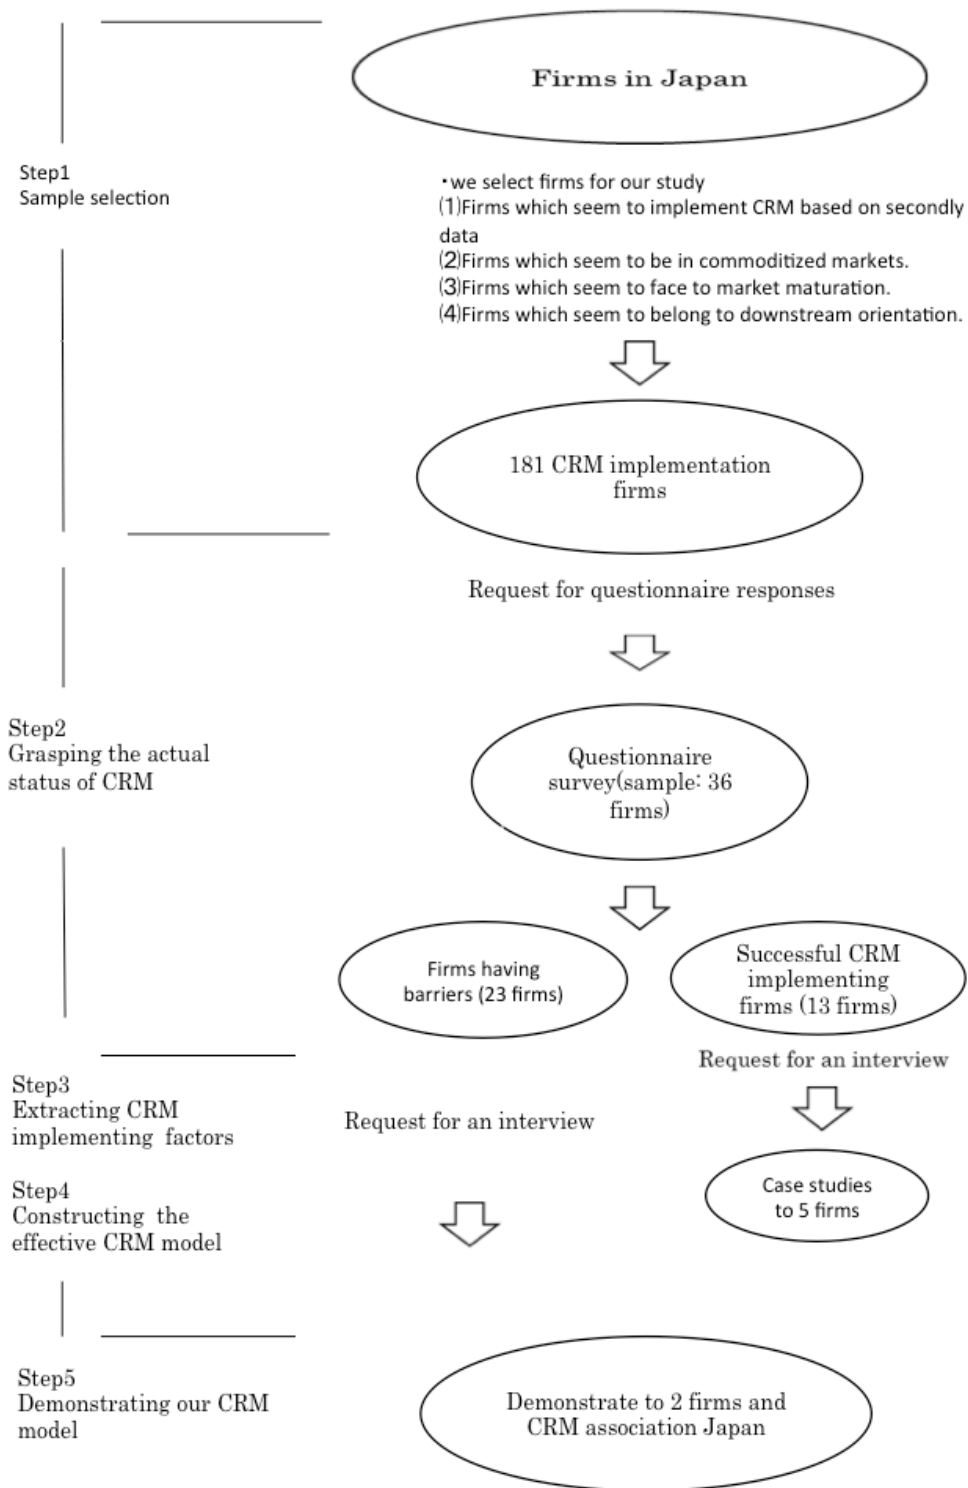 Firms in Japan
Step1
Sample selection
・we select firms for our study
(1)Firms which seem to implement CRM based on secondly
data
(2)Firms which seem to be in commoditized markets.
(3)Firms which seem to face to market maturation.
(4)Firms which seem to belong to downstream orientation.
181 CRM implementation
firms
Request for questionnaire responses
Step2
Grasping the actual
status of CRM
Questionnaire
survey(sample: 36
firms)
Firms having
barriers (23 firms)
Successful CRM
implementing
firms (13 firms)
Request for an interview
Step3
Extracting CRM
implementing factors
Request for an interview
Case studies
to 5 firms
Step4
Constructing the
effective CRM model
Step5
Demonstrating our CRM
model
Demonstrate to 2 firms and
CRM association Japan